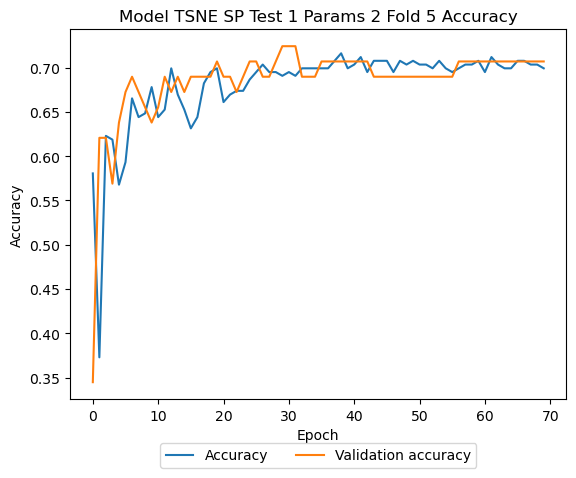 Model TSNE SP Test 1 Params 2 Fold 5 Accuracy
0.70
0.65
0.60
0.55
0.50
0.45
0.40
0.35
Accuracy
0 10 20 30 40 50 60 70
Epoch
Accuracy Validation accuracy